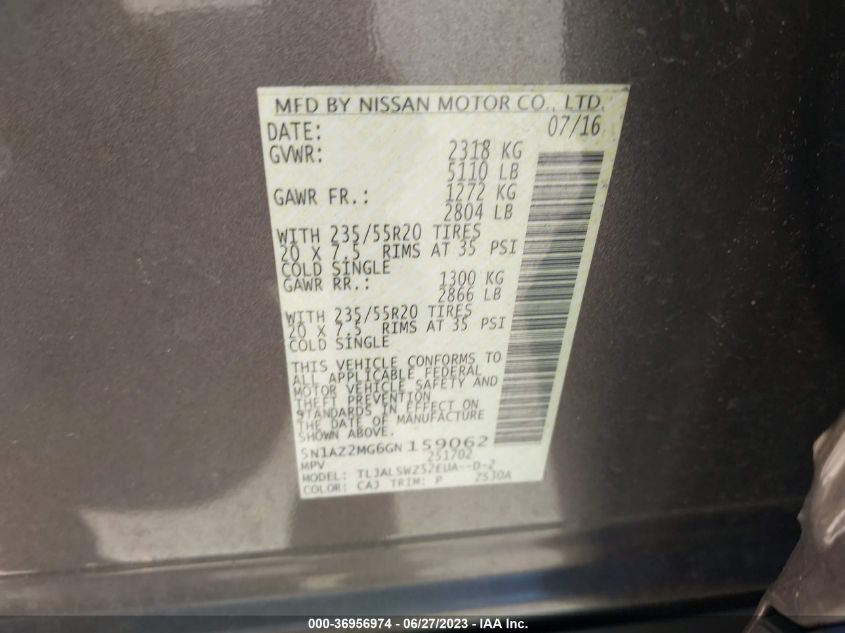 MFD BY NISSAN MOTOR CO., LTD.
DATE: 07/16
GVWR: 2318 KG
5110 LB
GAWR FR.: 1272 KG
2804 LB
WITH 235/55R20 TIRES
20 X 7.5 RIMS AT 35 PSI
COLD SINGLE
GAWR RR.: 1300 KG
2866 LB
WITH 235/55R20 TIRES
20 X 7.5 RIMS AT 35 PSI
COLD SINGLE
THIS VEHICLE CONFORMS TO
ALL APPLICABLE FEDERAL
MOTOR VEHICLE SAFETY AND
THEFT PREVENTION
STANDARDS IN EFFECT ON
THE DATE OF MANUFACTURE
SHOWN ABOVE.
5N1AZ2MG6GN159062
MPV 251702
MODEL: TLJALSWZ52EUA--D-2
COLOR: CAJ TRIM: P 2S30A
000-36956974 - 06/27/2023 - IAA Inc.